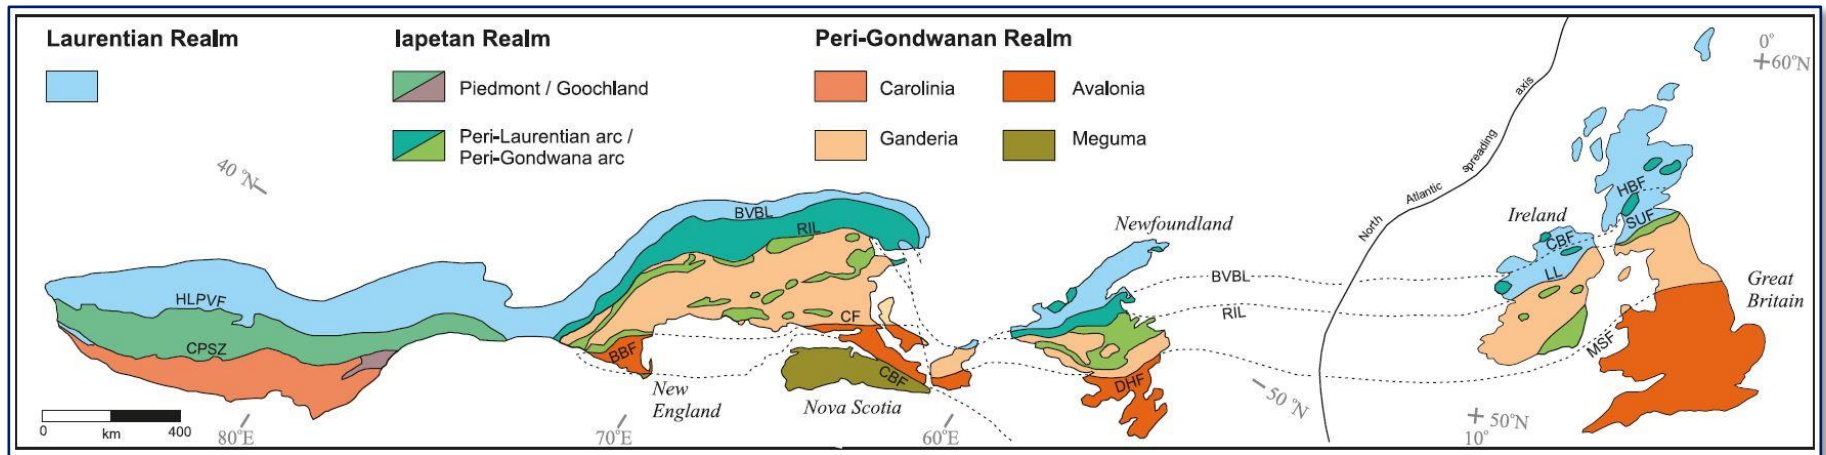 Laurentian Realm
Iapetan Realm
Peri-Gondwanan Realm
Piedmont / Goochland
Carolinia
Avalonia
Peri-Laurentian arc /
Peri-Gondwana arc
Ganderia
Meguma
0°
60°N
40 °N
North Atlantic spreading axis
HBF
SUF
Ireland
CBF
LL
Newfoundland
BVBL
RIL
BVBL
RIL
Great
Britain
MSF
HLPVF
CPSZ
CF
BBF
CBF
DHF
New
England
Nova Scotia
50 °N
50°N
10°
0
km
400
80°E
70°E
60°E